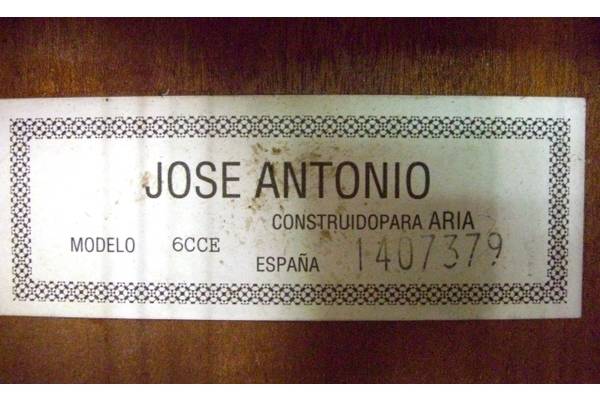 JOSE ANTONIO
CONSTRUIDOPARA ARIA
MODELO 6CCE
ESPAÑA 1407379